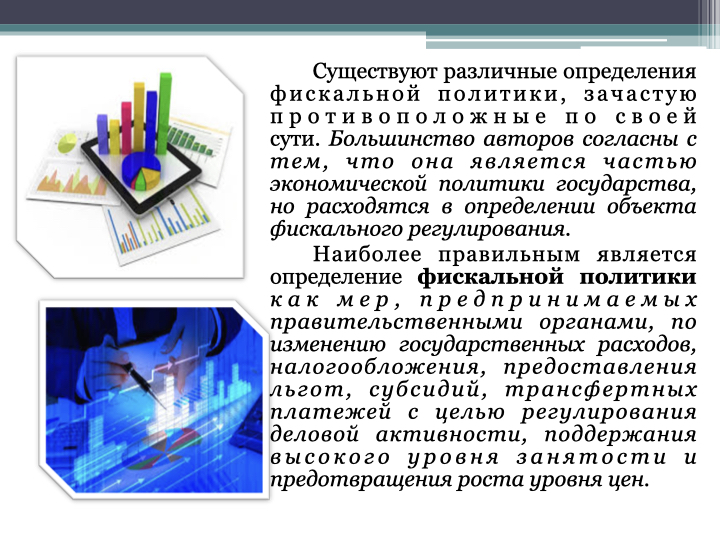 Существуют различные определения
фискальной политики, зачастую
противоположные по своей
сути. Большинство авторов согласны с
тем, что она является частью
экономической политики государства,
но расходятся в определении объекта
фискального регулирования.
Наиболее правильным является
определение фискальной политики
как мер, предпринимаемых
правительственными органами, по
изменению государственных расходов,
налогообложения, предоставления
льгот, субсидий, трансфертных
платежей с целью регулирования
деловой активности, поддержания
высокого уровня занятости и
предотвращения роста уровня цен.